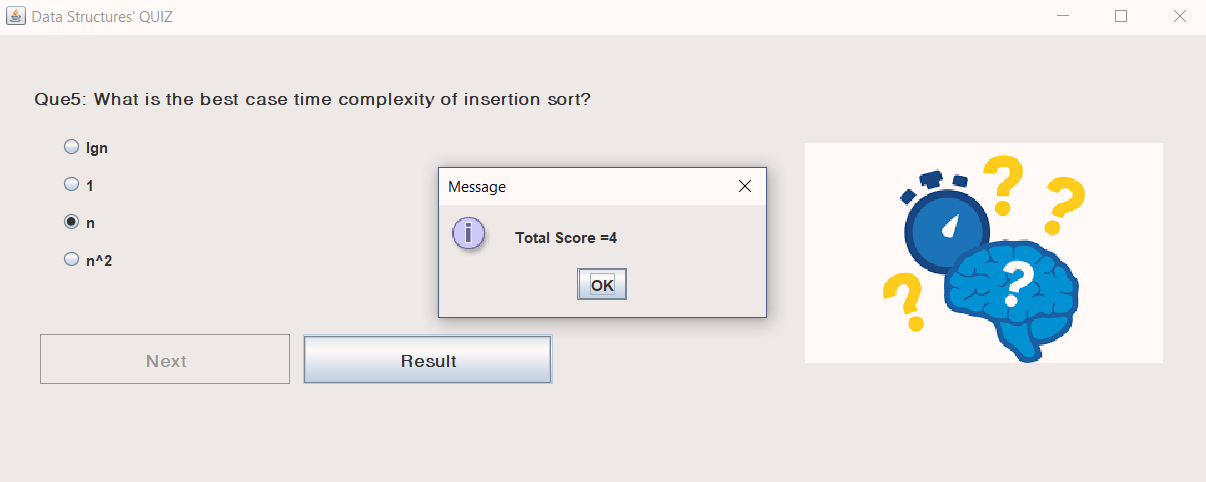 Data Structures' QUIZ
Que5: What is the best case time complexity of insertion sort?
lgn
1
n
n^2
Message
i
Total Score =4
OK
Next
Result
? ? ? ?